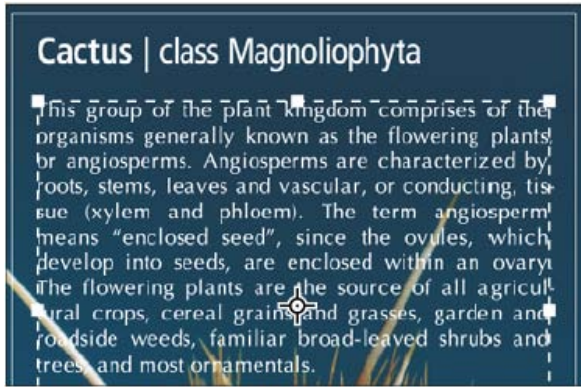 Cactus | class Magnoliophyta
This group of the plant kingdom comprises of the
organisms generally known as the flowering plants
or angiosperms. Angiosperms are characterized by
roots, stems, leaves and vascular, or conducting, tis-
sue (xylem and phloem). The term angiosperm
means “enclosed seed”, since the ovules, which
develop into seeds, are enclosed within an ovary.
The flowering plants are the source of all agricul-
tural crops, cereal grains and grasses, garden and
roadside weeds, familiar broad-leaved shrubs and
trees, and most ornamentals.